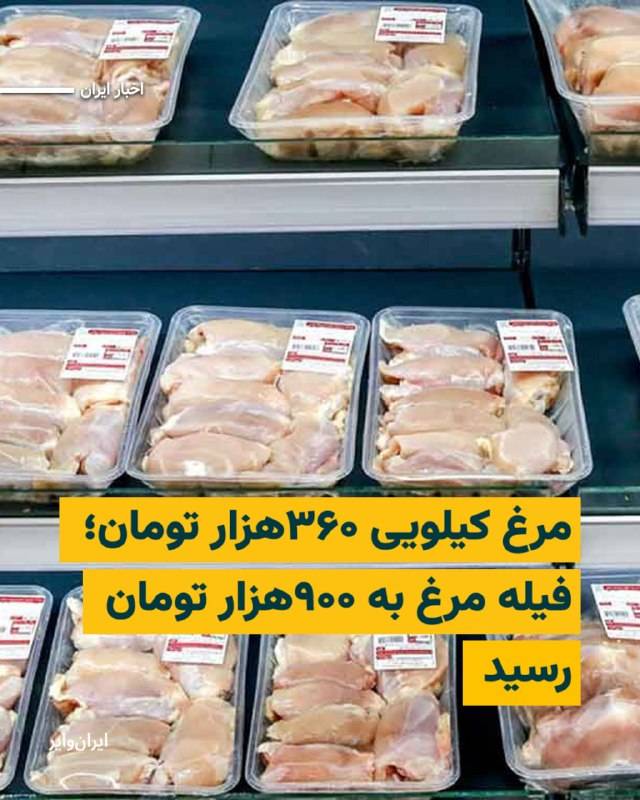 اخبار ایران
مرغ کیلویی ۳۶۰هزار تومان؛
فیله مرغ به ۹۰۰هزار تومان
رسید
ایران‌وایر